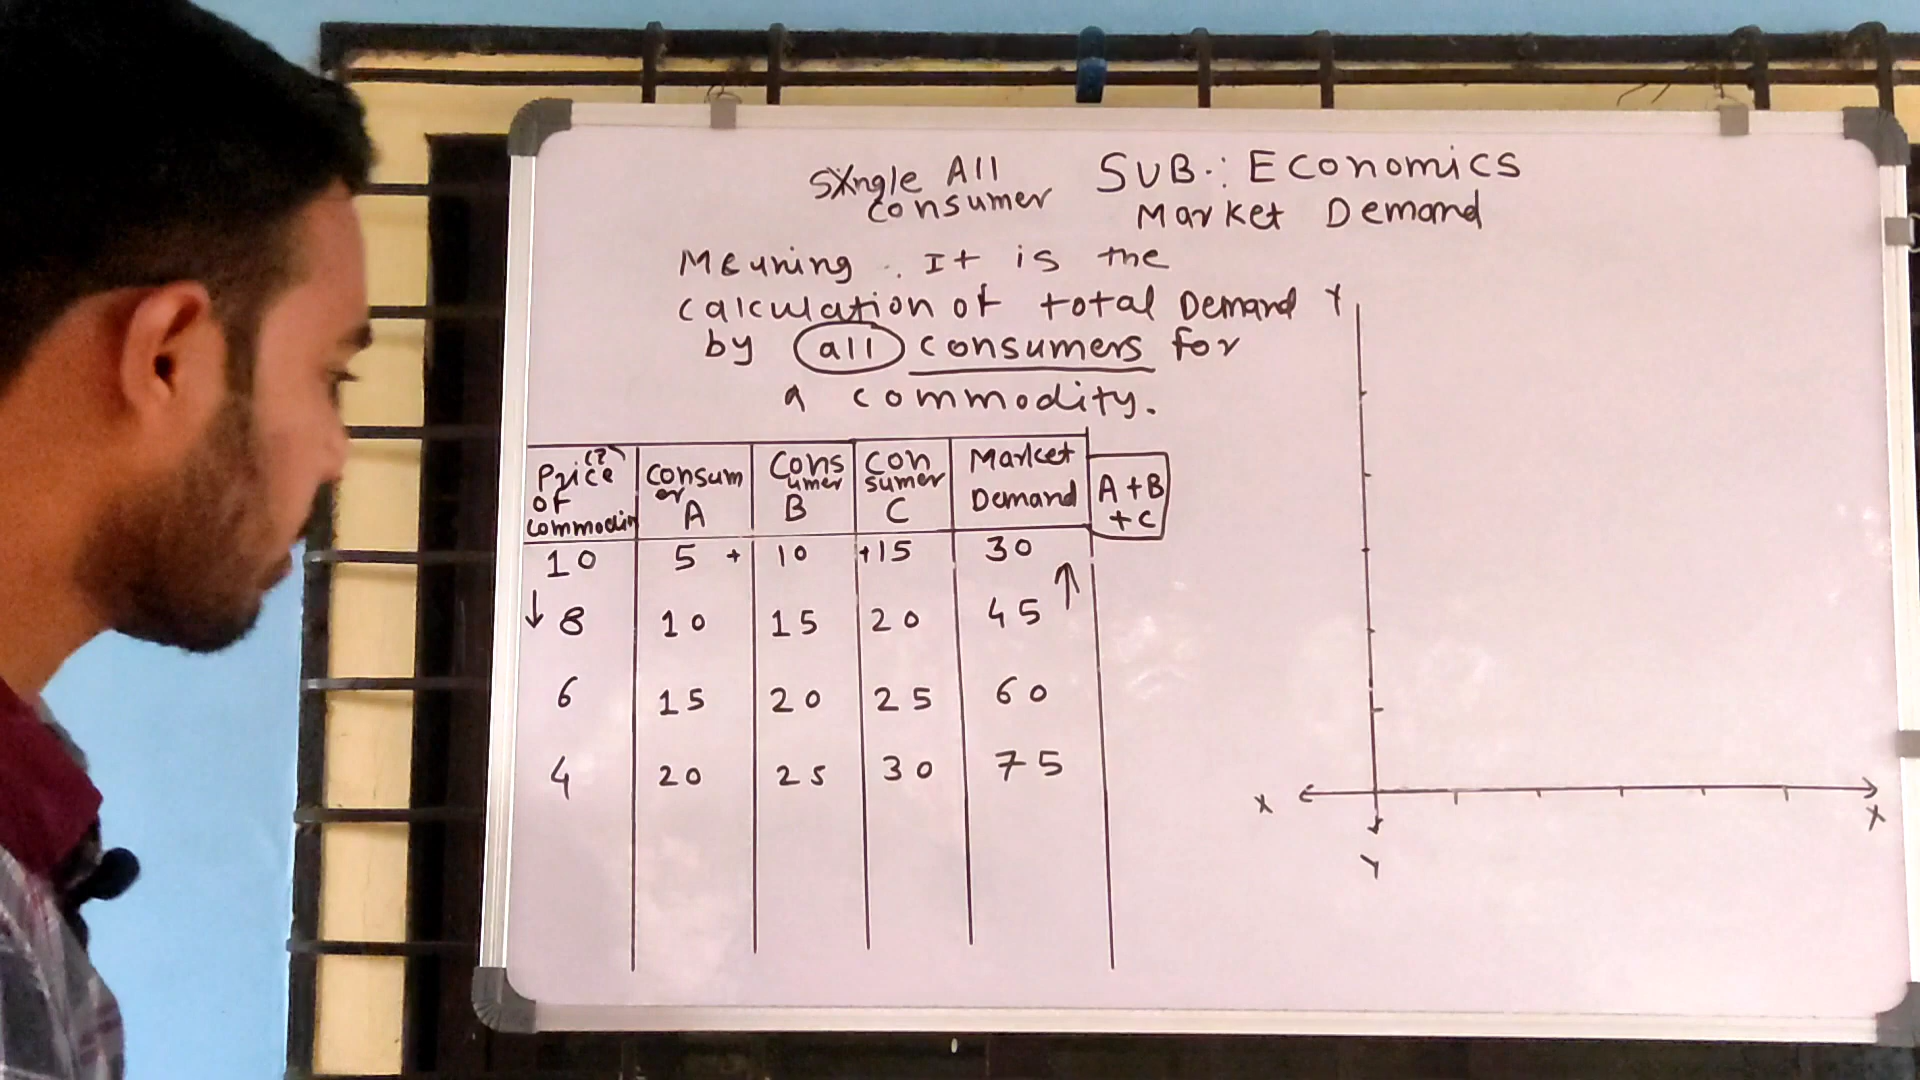 SUB.: Economics
SXngle All
Consumer
Market Demand
Meaning . It is the
calculation of total Demand
by all consumers for
a commodity.
Price (?) of commodin | Consumer A | Consumer B | Consumer C | Market Demand | A + B + C
10 | 5 + | 10 | +15 | 30
↓ 8 | 10 | 15 | 20 | 45 ↑
6 | 15 | 20 | 25 | 60
4 | 20 | 25 | 30 | 75
Y
X
X
Y